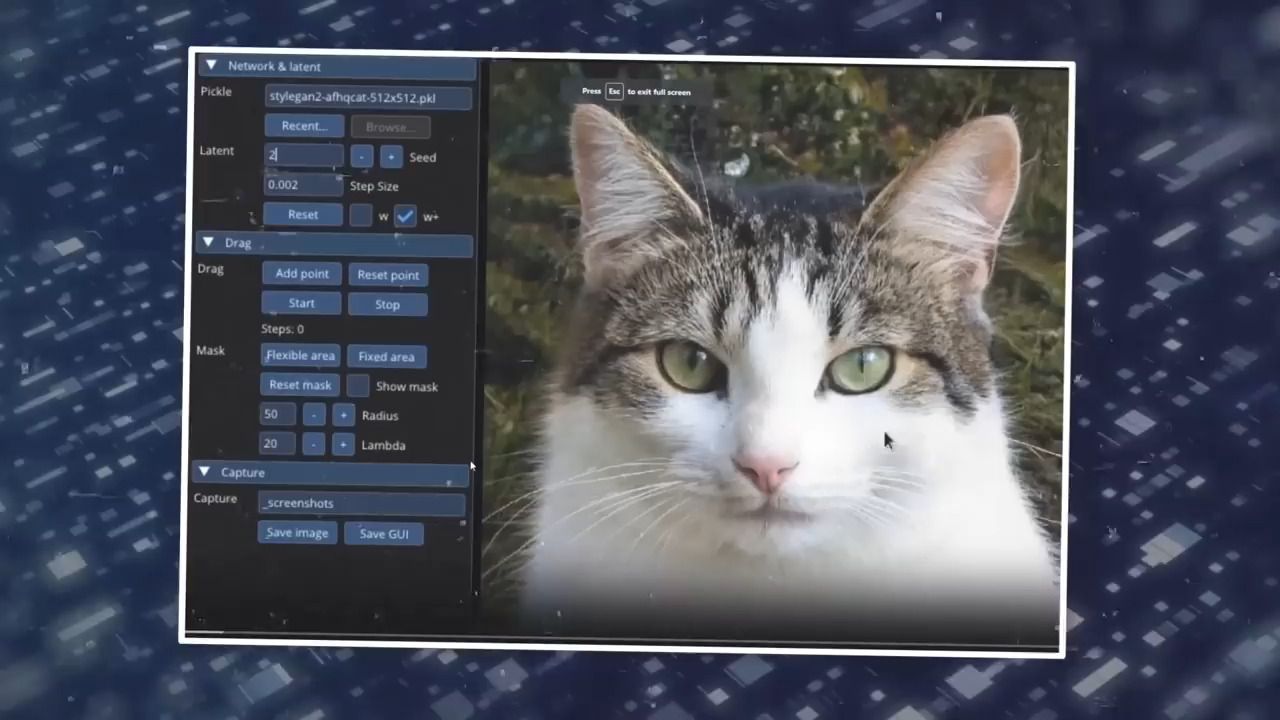 Network & latent
Pickle stylegan2-afhqcat-512x512.pkl
Recent... Browse...
Latent 2 - + Seed
0.002 Step Size
Reset w w+
Drag
Drag Add point Reset point
Start Stop
Steps: 0
Mask Flexible area Fixed area
Reset mask Show mask
50 - + Radius
20 - + Lambda
Capture
Capture _screenshots
Save image Save GUI
Press Esc to exit full screen